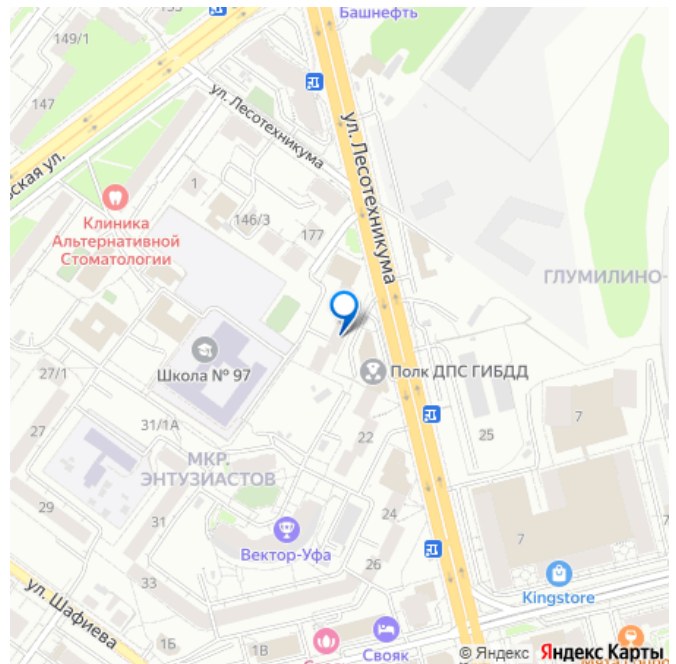 Башнефть
149/1
153
147
ул. Лесотехникума
ул. Лесотехникума
ская ул.
1
Клиника
Альтернативной
Стоматологии
146/3
177
ГЛУМИЛИНО-
Школа № 97
Полк ДПС ГИБДД
27/1
7
31/1А
22
25
27
МКР.
ЭНТУЗИАСТОВ
29
31
24
7
Вектор-Уфа
26
33
Kingstore
ул. Шафиева
1Б
1В
Свояк
© Яндекс Яндекс Карты